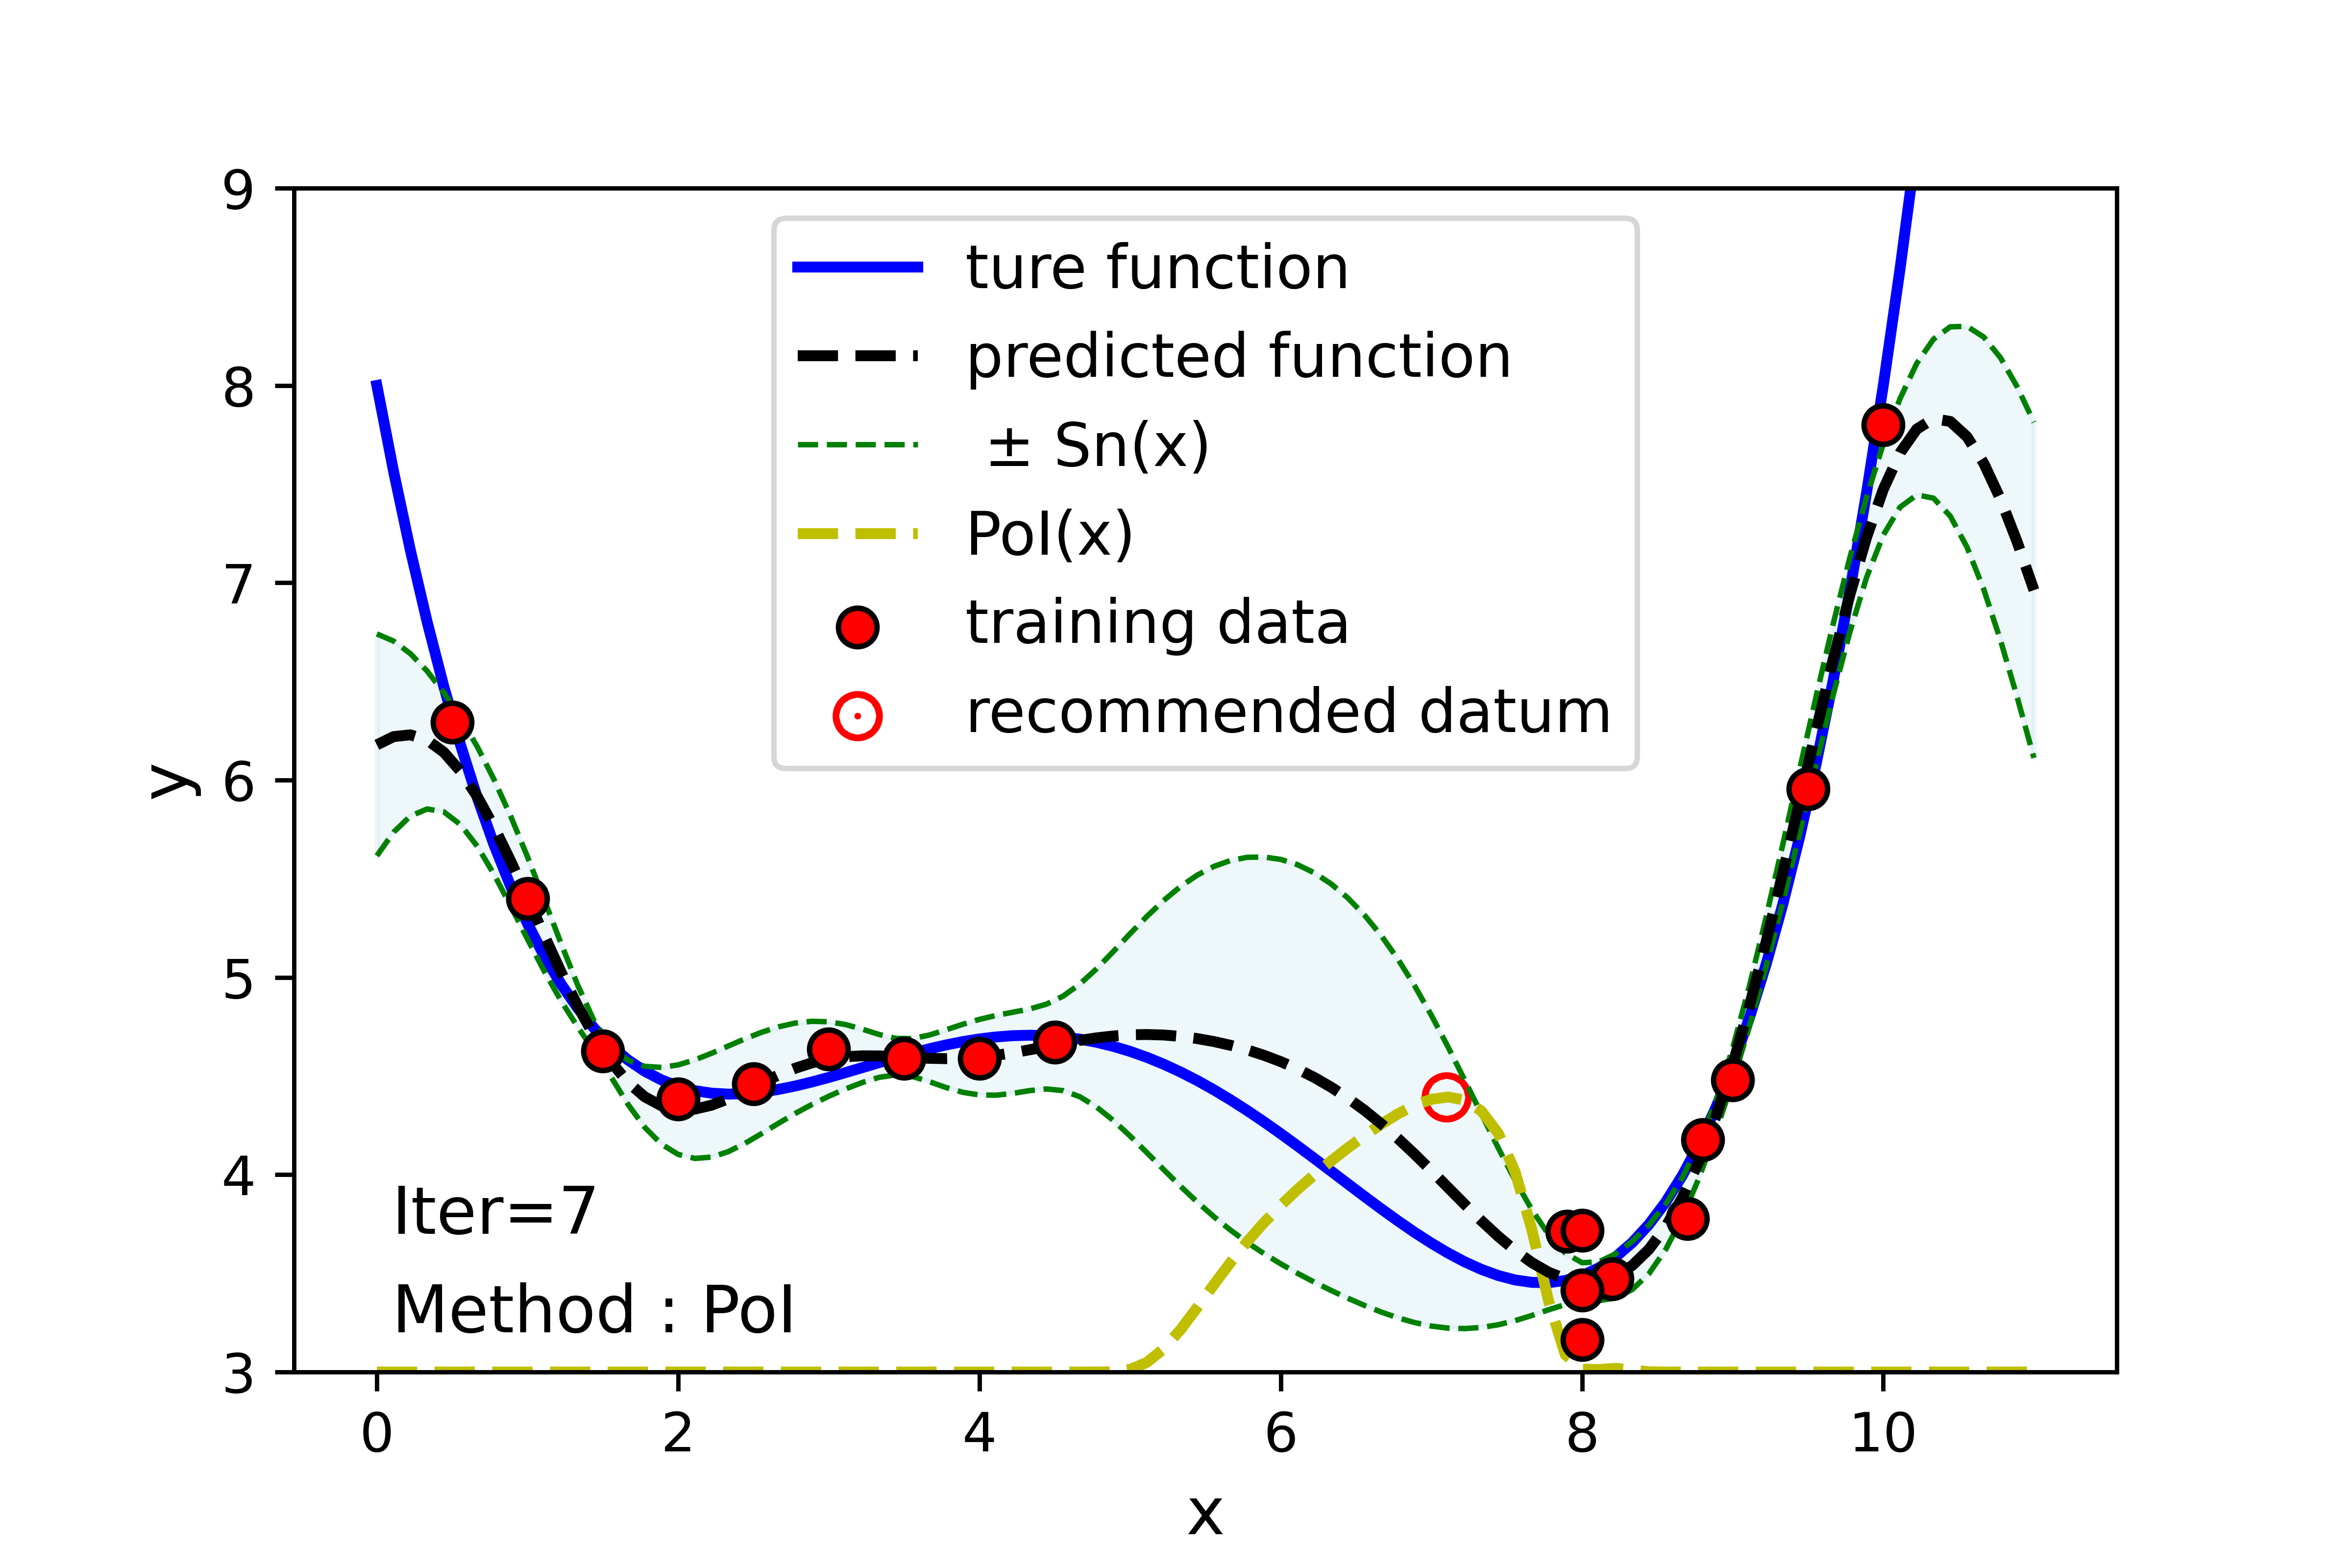 9
8
7
6
5
4
3
y
ture function
predicted function
± Sn(x)
PoI(x)
training data
recommended datum
Iter=7
Method : PoI
0 2 4 6 8 10
x